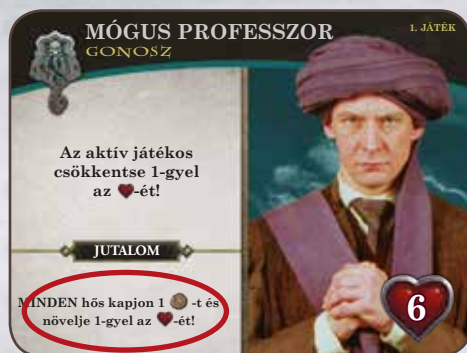 MÓGUS PROFESSZOR
1. JÁTÉK
GONOSZ
Az aktív játékos
csökkentse 1-gyel
az -ét!
JUTALOM
MINDEN hős kapjon 1 -t és
növelje 1-gyel az -ét!
6